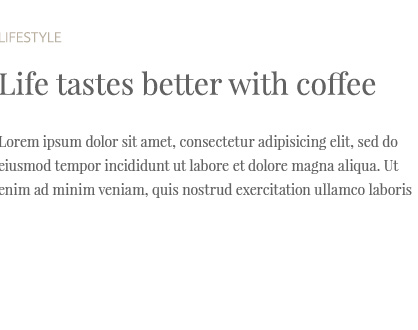 LIFESTYLE
Life tastes better with coffee
Lorem ipsum dolor sit amet, consectetur adipisicing elit, sed do
eiusmod tempor incididunt ut labore et dolore magna aliqua. Ut
enim ad minim veniam, quis nostrud exercitation ullamco laboris